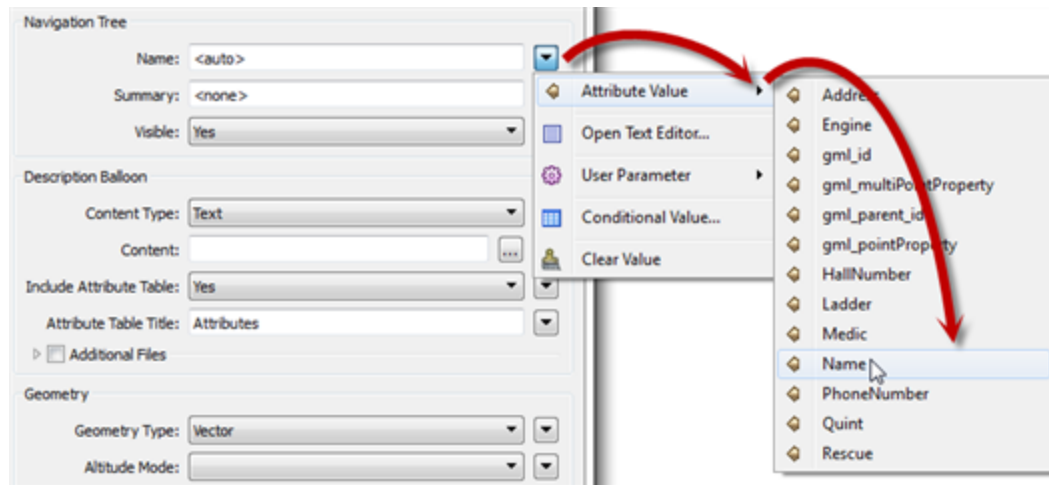 Navigation Tree
Name: <auto>
Summary: <none>
Visible: Yes
Description Balloon
Content Type: Text
Content:
...
Include Attribute Table: Yes
Attribute Table Title: Attributes
Additional Files
Geometry
Geometry Type: Vector
Altitude Mode:
Attribute Value
Open Text Editor...
User Parameter
Conditional Value...
Clear Value
Address
Engine
gml_id
gml_multiPointProperty
gml_parent_id
gml_pointProperty
HallNumber
Ladder
Medic
Name
PhoneNumber
Quint
Rescue